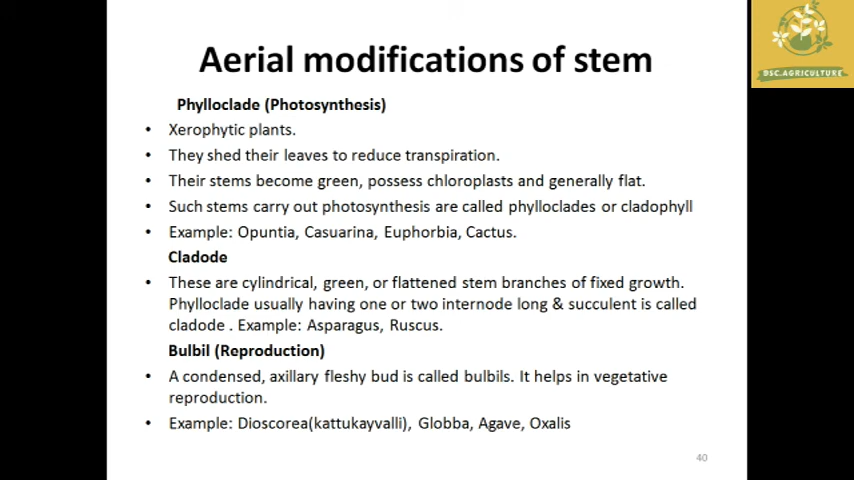 Aerial modifications of stem
DSC.AGRICULTURE
Phylloclade (Photosynthesis)
• Xerophytic plants.
• They shed their leaves to reduce transpiration.
• Their stems become green, possess chloroplasts and generally flat.
• Such stems carry out photosynthesis are called phylloclades or cladophyll
• Example: Opuntia, Casuarina, Euphorbia, Cactus.
Cladode
• These are cylindrical, green, or flattened stem branches of fixed growth.
Phylloclade usually having one or two internode long & succulent is called
cladode . Example: Asparagus, Ruscus.
Bulbil (Reproduction)
• A condensed, axillary fleshy bud is called bulbils. It helps in vegetative
reproduction.
• Example: Dioscorea(kattukayvalli), Globba, Agave, Oxalis
40